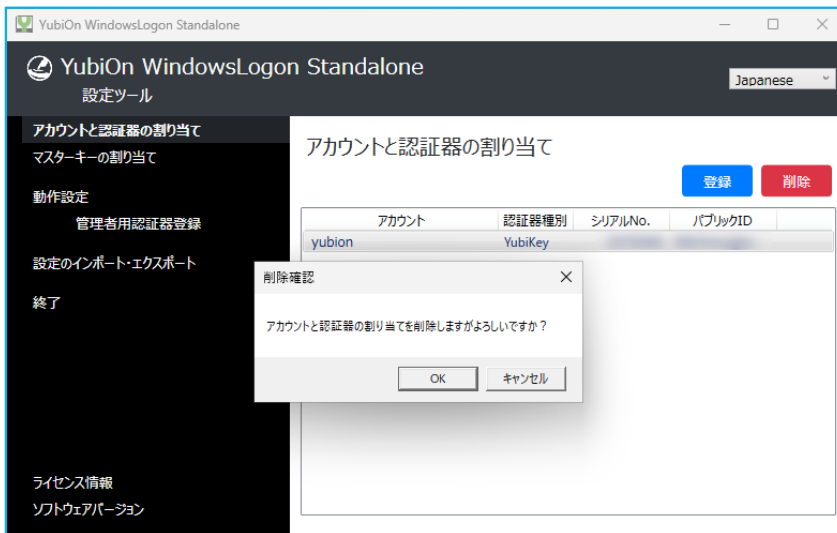 YubiOn WindowsLogon Standalone
YubiOn WindowsLogon Standalone
設定ツール
Japanese
アカウントと認証器の割り当て
マスターキーの割り当て
動作設定
管理者用認証器登録
設定のインポート・エクスポート
終了
ライセンス情報
ソフトウェアバージョン
アカウントと認証器の割り当て
登録 削除
アカウント 認証器種別 シリアルNo. パブリックID
yubion YubiKey
削除確認
アカウントと認証器の割り当てを削除しますがよろしいですか？
OK キャンセル